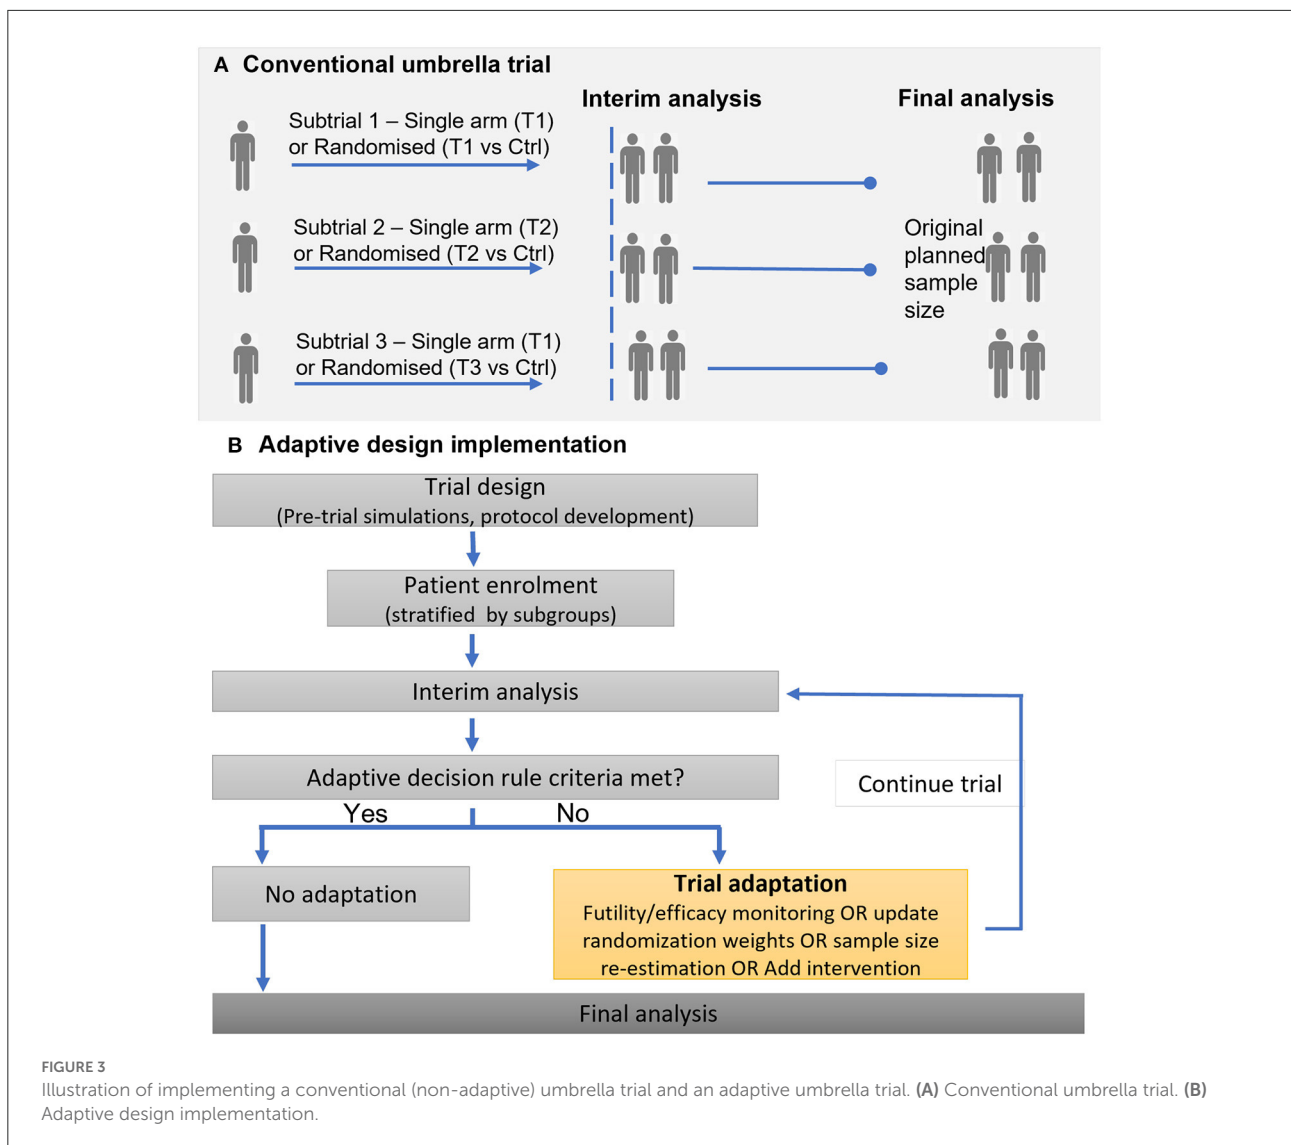 A Conventional umbrella trial
Interim analysis
Final analysis
Subtrial 1 – Single arm (T1)
or Randomised (T1 vs Ctrl)
Subtrial 2 – Single arm (T2)
or Randomised (T2 vs Ctrl)
Original
planned
sample
size
Subtrial 3 – Single arm (T1)
or Randomised (T3 vs Ctrl)
B Adaptive design implementation
Trial design
(Pre-trial simulations, protocol development)
Patient enrolment
(stratified by subgroups)
Interim analysis
Adaptive decision rule criteria met?
Continue trial
Yes
No
No adaptation
Trial adaptation
Futility/efficacy monitoring OR update
randomization weights OR sample size
re-estimation OR Add intervention
Final analysis
FIGURE 3
Illustration of implementing a conventional (non-adaptive) umbrella trial and an adaptive umbrella trial. (A) Conventional umbrella trial. (B)
Adaptive design implementation.